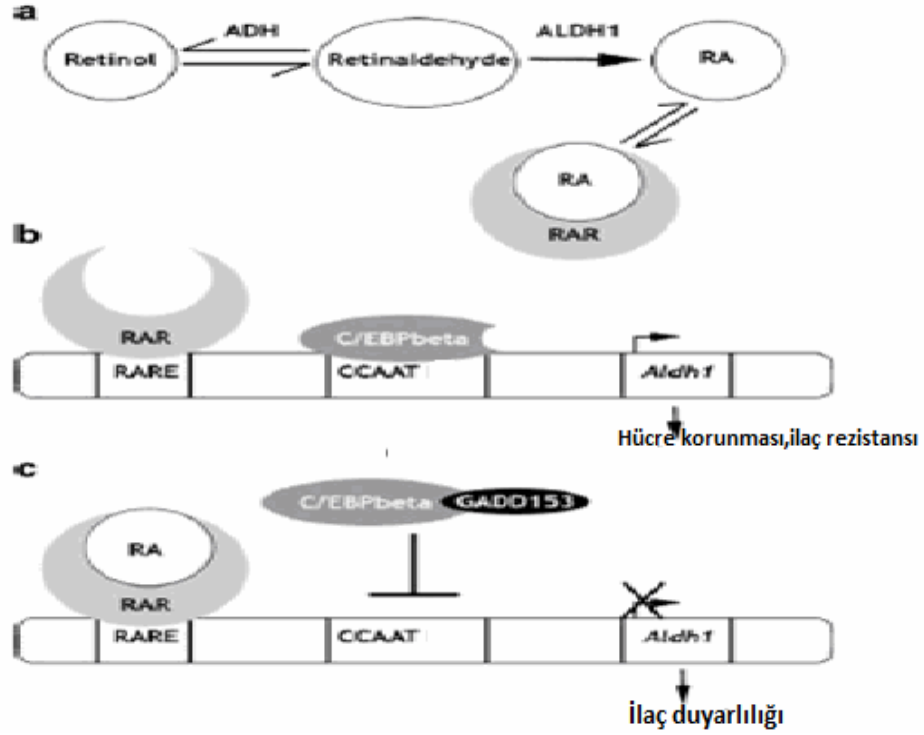 a
ADH
ALDH1
Retinol
Retinaldehyde
RA
RA
RAR
b
RAR
C/EBPbeta
RARE
CCAAT
Aldh1
Hücre korunması,ilaç rezistansı
c
C/EBPbeta
GADD153
RA
RAR
RARE
CCAAT
Aldh1
İlaç duyarlılığı